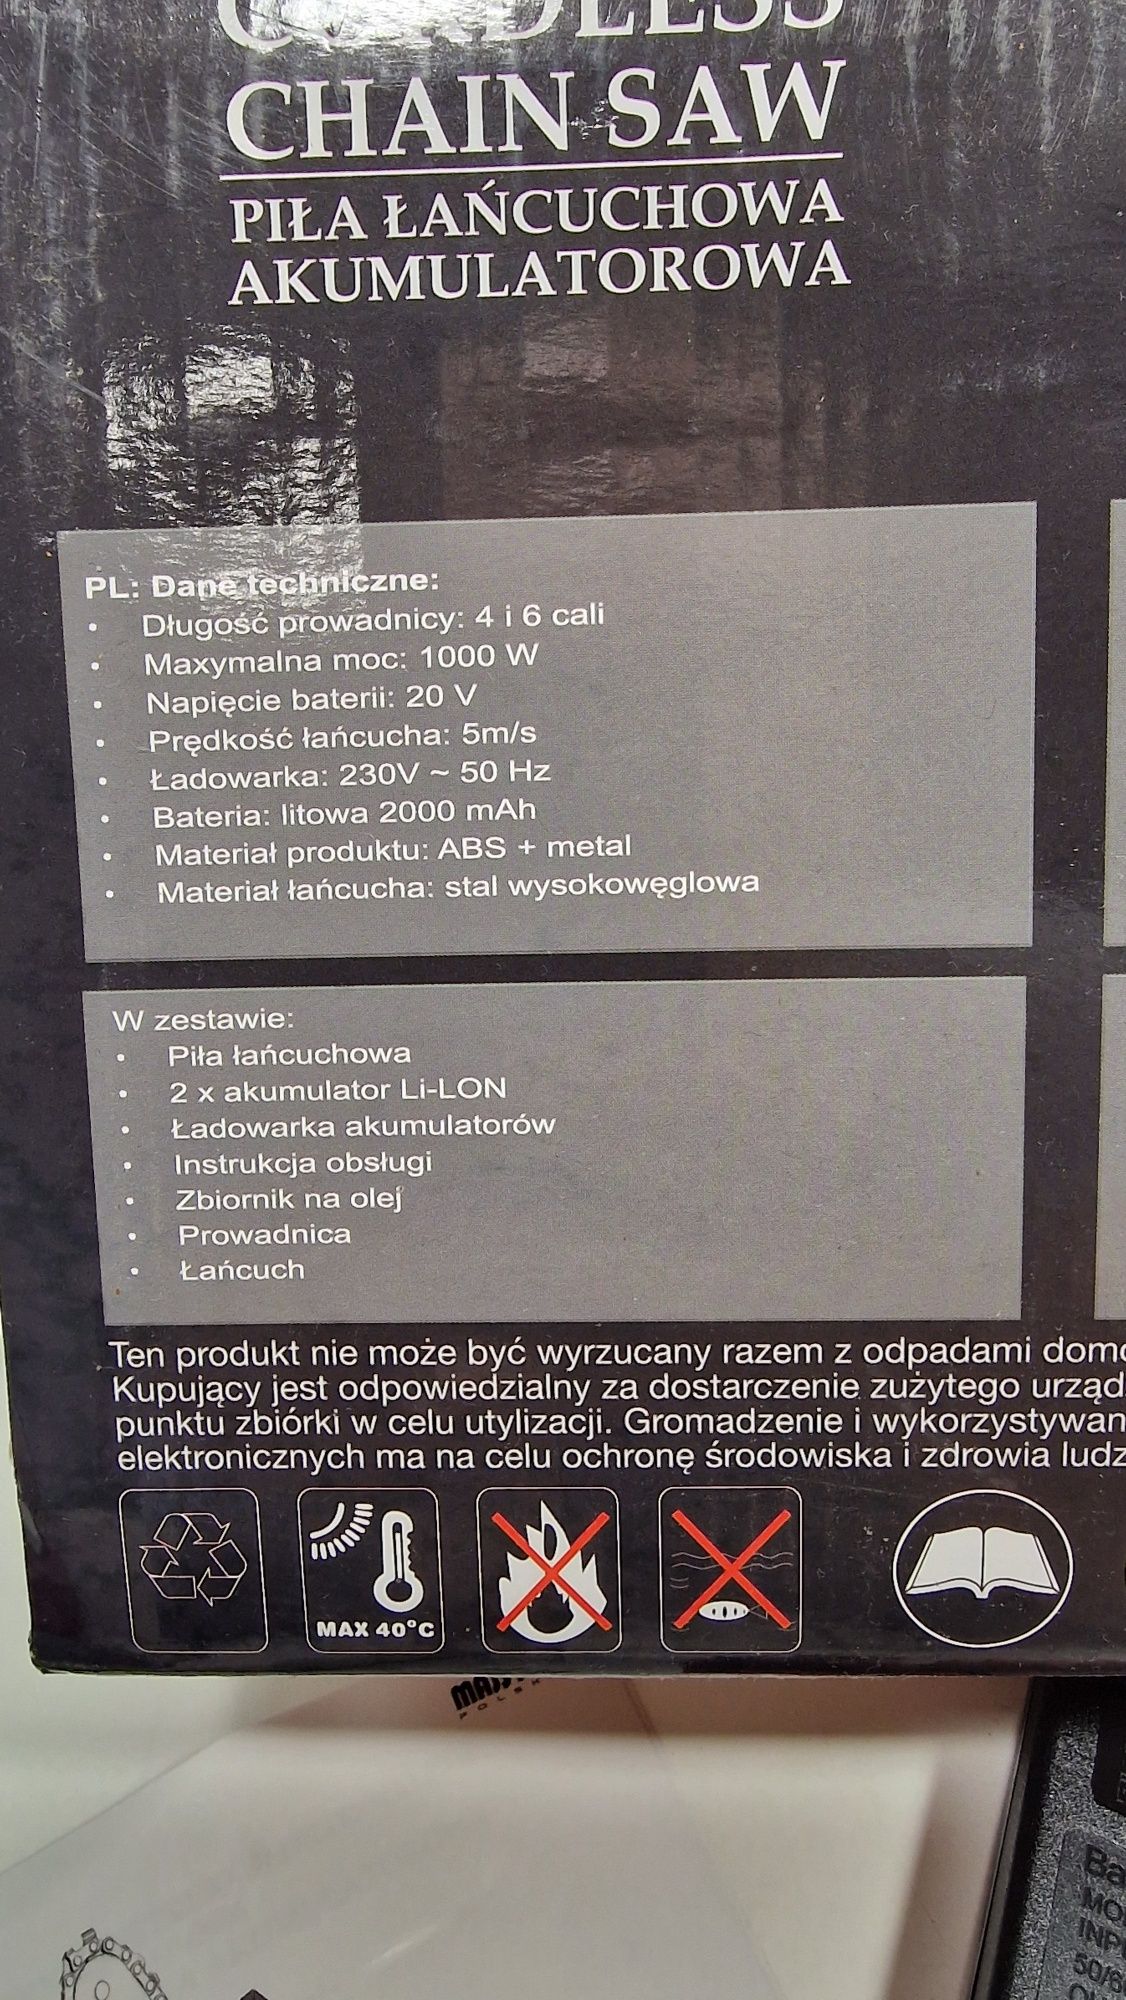 CHAIN SAW
PIŁA ŁAŃCUCHOWA
AKUMULATOROWA
PL: Dane techniczne:
• Długość prowadnicy: 4 i 6 cali
• Maxymalna moc: 1000 W
• Napięcie baterii: 20 V
• Prędkość łańcucha: 5m/s
• Ładowarka: 230V ~ 50 Hz
• Bateria: litowa 2000 mAh
• Materiał produktu: ABS + metal
• Materiał łańcucha: stal wysokowęglowa
W zestawie:
• Piła łańcuchowa
• 2 x akumulator Li-LON
• Ładowarka akumulatorów
• Instrukcja obsługi
• Zbiornik na olej
• Prowadnica
• Łańcuch
Ten produkt nie może być wyrzucany razem z odpadami
Kupujący jest odpowiedzialny za dostarczenie zużytego
punktu zbiórki w celu utylizacji. Gromadzenie i
elektronicznych ma na celu ochronę środowiska i zdrowia
MAX 40°C